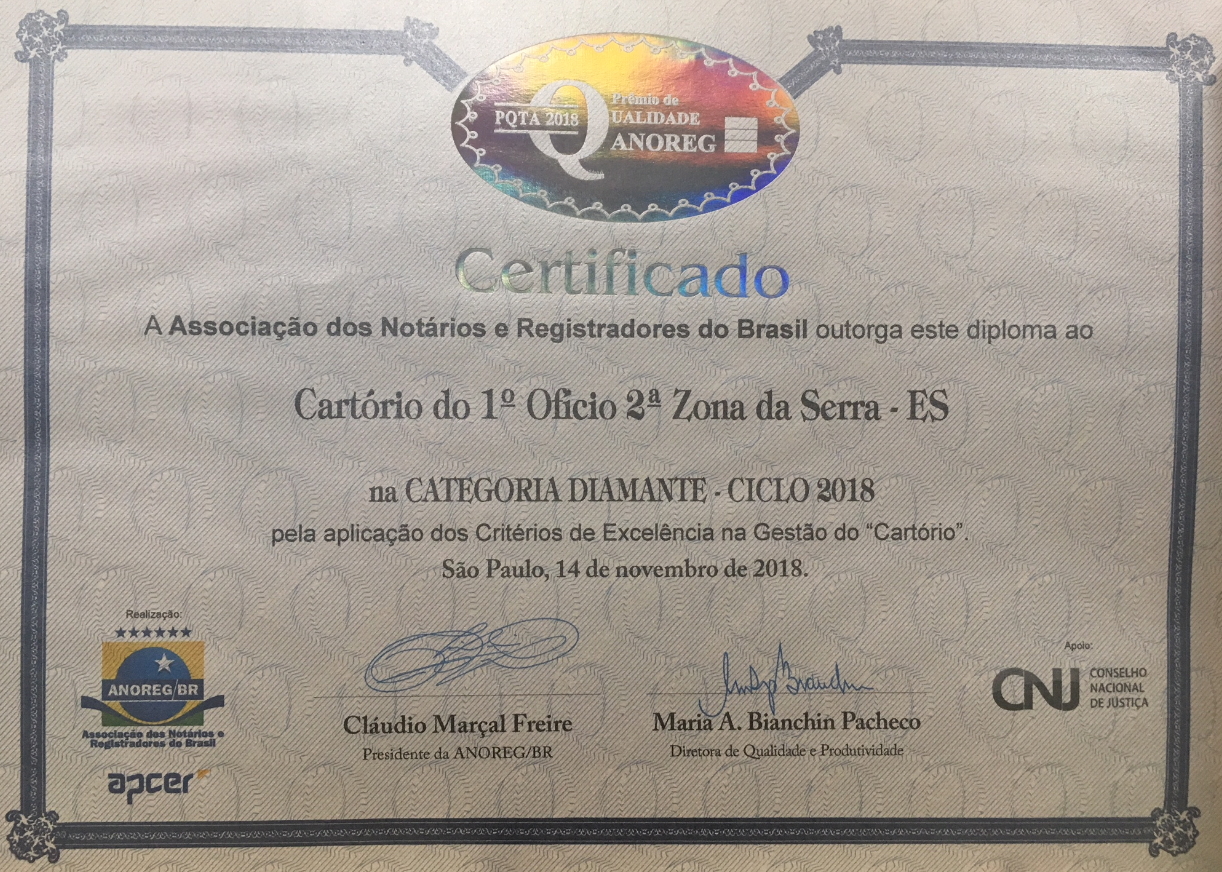 PQTA 2018
Prêmio de
QUALIDADE
ANOREG
Certificado
A Associação dos Notários e Registradores do Brasil outorga este diploma ao
Cartório do 1º Ofício 2ª Zona da Serra - ES
na CATEGORIA DIAMANTE - CICLO 2018
pela aplicação dos Critérios de Excelência na Gestão do “Cartório”.
São Paulo, 14 de novembro de 2018.
Realização:
ANOREG/BR
Associação dos Notários e
Registradores do Brasil
apcer
Cláudio Marçal Freire
Presidente da ANOREG/BR
Maria A. Bianchin Pacheco
Diretora de Qualidade e Produtividade
Apoio:
CNJ
CONSELHO
NACIONAL
DE JUSTIÇA